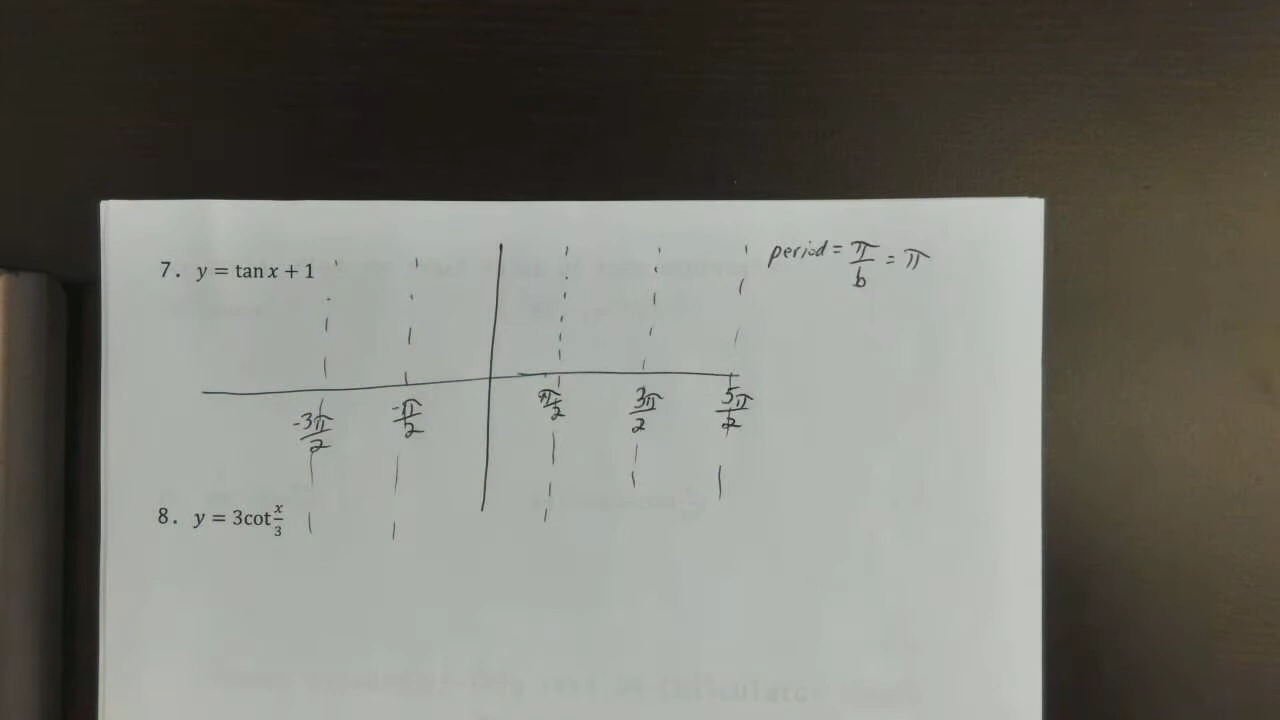 7. y = tan x + 1
period = π/b = π
-3π/2 -π/2 π/2 3π/2 5π/2
8. y = 3cot x/3